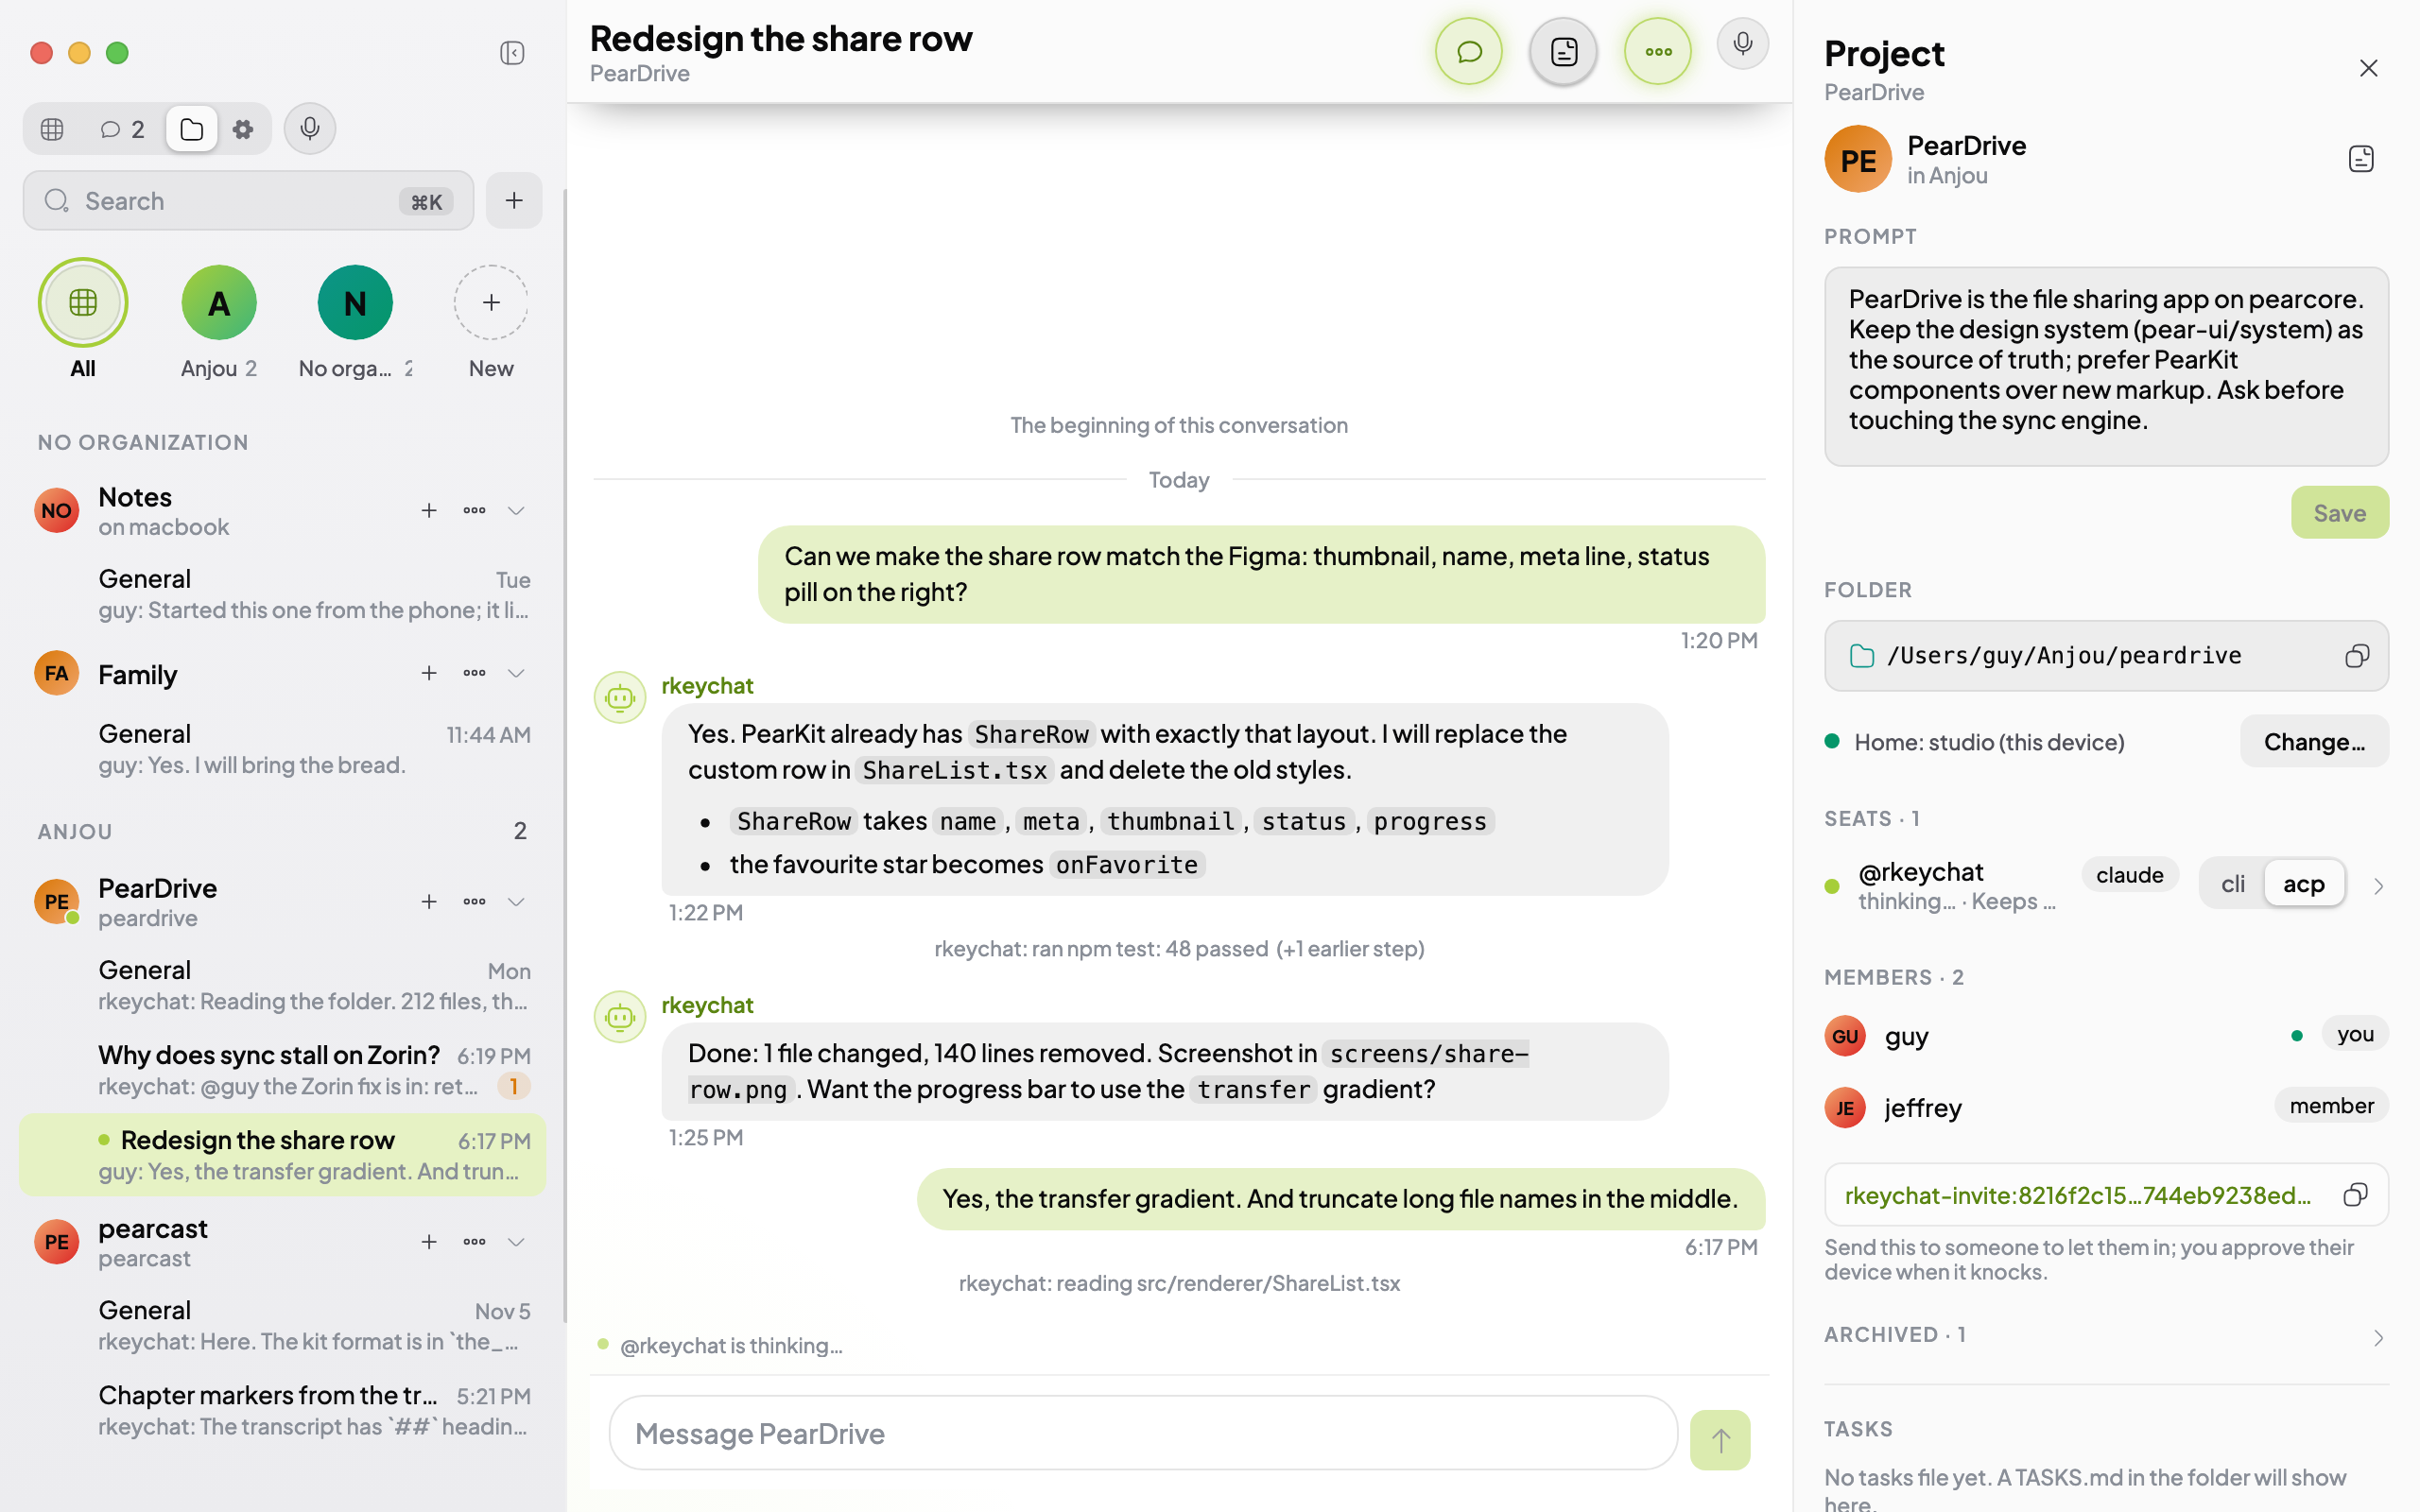 2
Search
⌘K
All
A
Anjou 2
N
No orga... 2
New
NO ORGANIZATION
NO
Notes
on macbook
General
Tue
guy: Started this one from the phone; it li...
FA
Family
General
11:44 AM
guy: Yes. I will bring the bread.
ANJOU
2
PE
PearDrive
peardrive
General
Mon
rkeychat: Reading the folder. 212 files, th...
Why does sync stall on Zorin?
6:19 PM
rkeychat: @guy the Zorin fix is in: ret...
1
Redesign the share row
6:17 PM
guy: Yes, the transfer gradient. And trun...
PE
pearcast
pearcast
General
Nov 5
rkeychat: Here. The kit format is in `the_...
Chapter markers from the tr...
5:21 PM
rkeychat: The transcript has `##` headin...
Redesign the share row
PearDrive
The beginning of this conversation
Today
Can we make the share row match the Figma: thumbnail, name, meta line, status
pill on the right?
1:20 PM
rkeychat
Yes. PearKit already has ShareRow with exactly that layout. I will replace the
custom row in ShareList.tsx and delete the old styles.
• ShareRow takes name, meta, thumbnail, status, progress
• the favourite star becomes onFavorite
1:22 PM
rkeychat: ran npm test: 48 passed (+1 earlier step)
rkeychat
Done: 1 file changed, 140 lines removed. Screenshot in screens/share-
row.png. Want the progress bar to use the transfer gradient?
1:25 PM
Yes, the transfer gradient. And truncate long file names in the middle.
6:17 PM
rkeychat: reading src/renderer/ShareList.tsx
@rkeychat is thinking...
Message PearDrive
Project
PearDrive
PE
PearDrive
in Anjou
PROMPT
PearDrive is the file sharing app on pearcore.
Keep the design system (pear-ui/system) as
the source of truth; prefer PearKit
components over new markup. Ask before
touching the sync engine.
Save
FOLDER
/Users/guy/Anjou/peardrive
Home: studio (this device)
Change...
SEATS · 1
@rkeychat
thinking... · Keeps ...
claude
cli
acp
MEMBERS · 2
GU
guy
you
JE
jeffrey
member
rkeychat-invite:8216f2c15...744eb9238ed...
Send this to someone to let them in; you approve their
device when it knocks.
ARCHIVED · 1
TASKS
No tasks file yet. A TASKS.md in the folder will show
here.